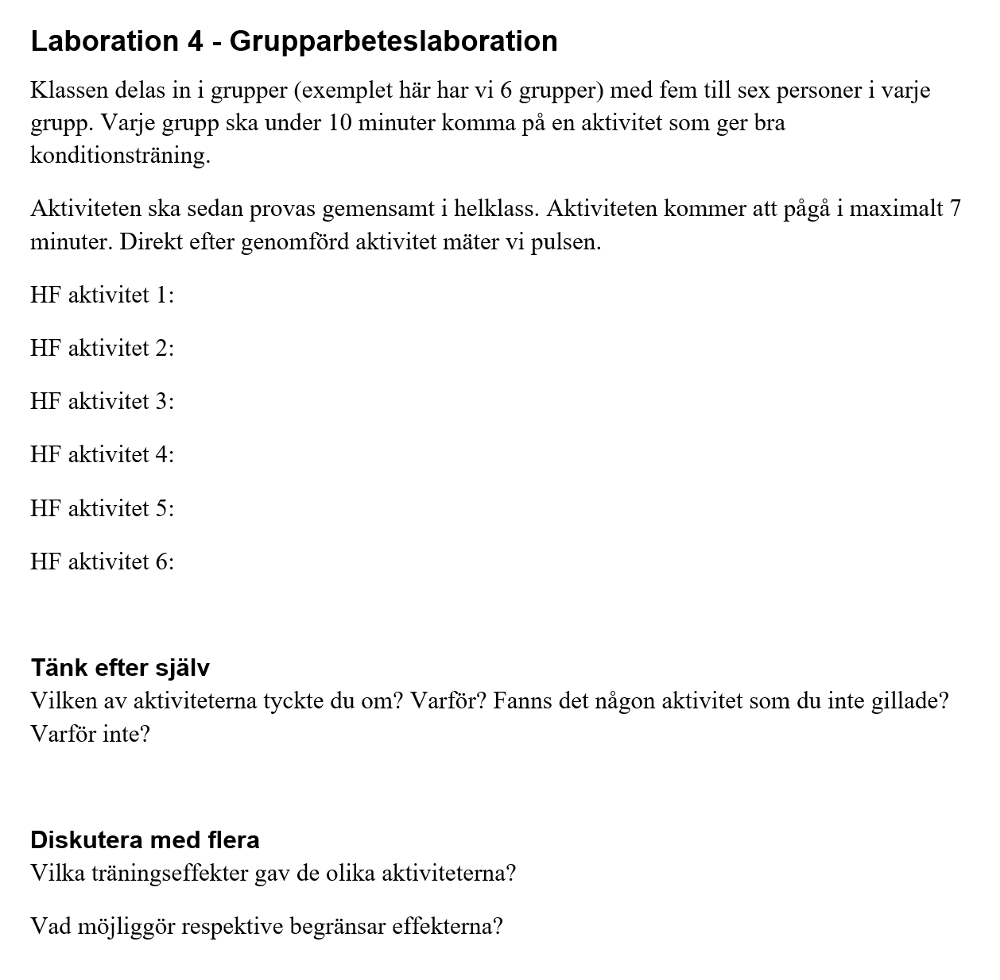 Laboration 4 - Grupparbeteslaboration
Klassen delas in i grupper (exemplet här har vi 6 grupper) med fem till sex personer i varje
grupp. Varje grupp ska under 10 minuter komma på en aktivitet som ger bra
konditionsträning.
Aktiviteten ska sedan provas gemensamt i helklass. Aktiviteten kommer att pågå i maximalt 7
minuter. Direkt efter genomförd aktivitet mäter vi pulsen.
HF aktivitet 1:
HF aktivitet 2:
HF aktivitet 3:
HF aktivitet 4:
HF aktivitet 5:
HF aktivitet 6:
Tänk efter själv
Vilken av aktiviteterna tyckte du om? Varför? Fanns det någon aktivitet som du inte gillade?
Varför inte?
Diskutera med flera
Vilka träningseffekter gav de olika aktiviteterna?
Vad möjliggör respektive begränsar effekterna?